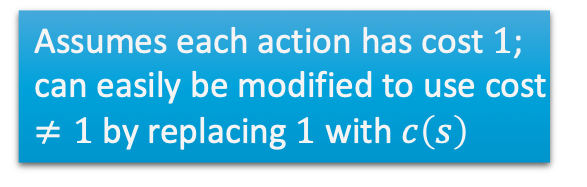 Assumes each action has cost 1;
can easily be modified to use cost
≠ 1 by replacing 1 with c(s)